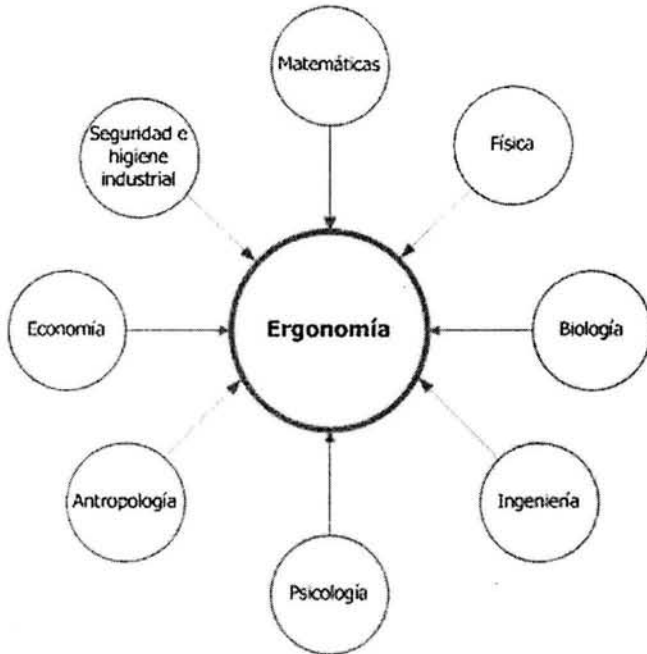 Matemáticas
Seguridad e
higiene
industrial
Física
Economía
Ergonomía
Biología
Antropología
Ingeniería
Psicología